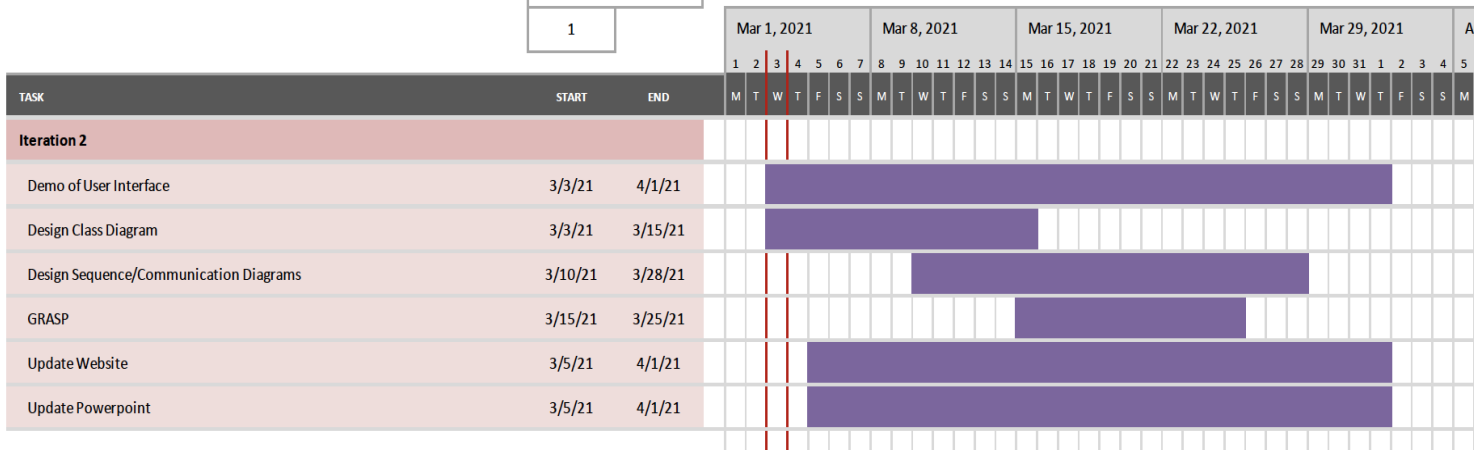 1
Mar 1, 2021 Mar 8, 2021 Mar 15, 2021 Mar 22, 2021 Mar 29, 2021 A
1 2 3 4 5 6 7 8 9 10 11 12 13 14 15 16 17 18 19 20 21 22 23 24 25 26 27 28 29 30 31 1 2 3 4 5
TASK START END M T W T F S S M T W T F S S M T W T F S S M T W T F S S M T W T F S S M
Iteration 2
Demo of User Interface 3/3/21 4/1/21
Design Class Diagram 3/3/21 3/15/21
Design Sequence/Communication Diagrams 3/10/21 3/28/21
GRASP 3/15/21 3/25/21
Update Website 3/5/21 4/1/21
Update Powerpoint 3/5/21 4/1/21